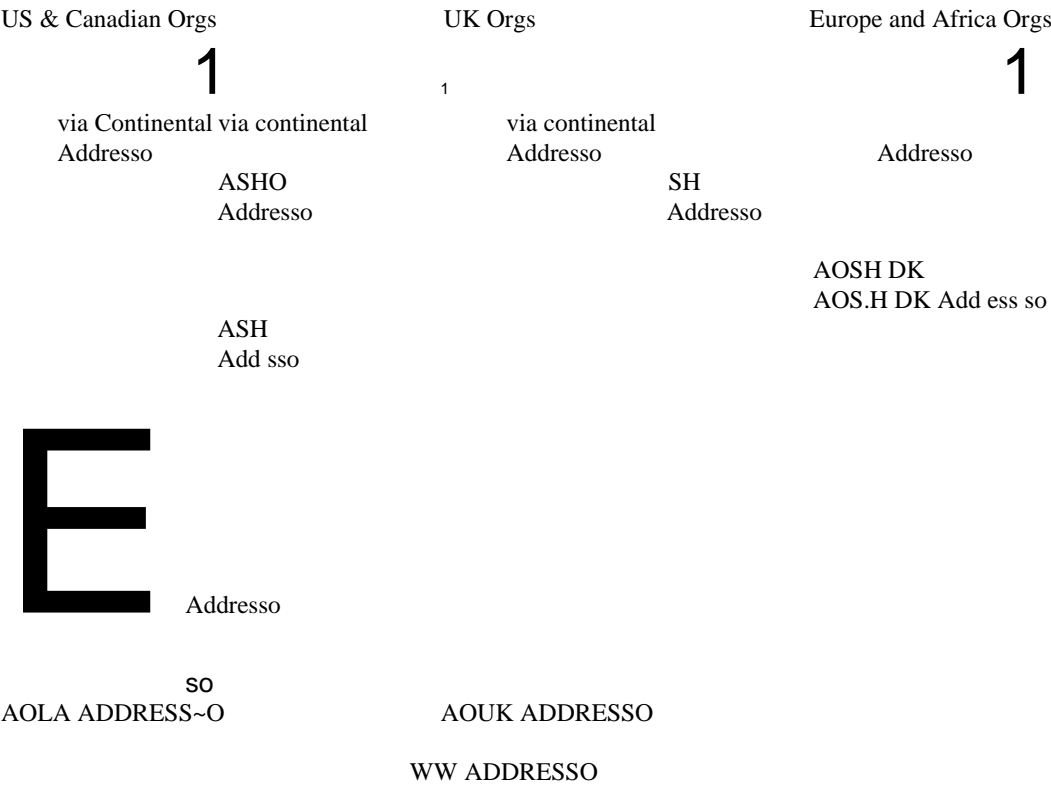 US & Canadian Orgs UK Orgs Europe and Africa Orgs
1 1 1
via Continental via continental via continental
Addresso Addresso Addresso
ASHO SH
Addresso Addresso
AOSH DK
AOS.H DK Add ess so
ASH
Add sso
E
Addresso
so
AOLA ADDRESS~O AOUK ADDRESSO
WW ADDRESSO